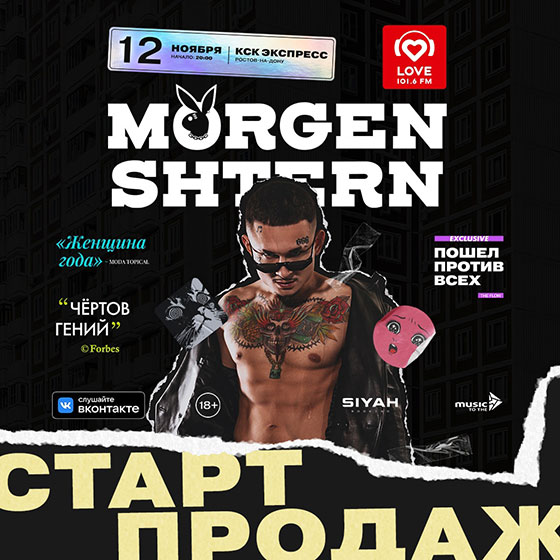 12
НОЯБРЯ
НАЧАЛО: 20:00
КСК ЭКСПРЕСС
РОСТОВ-НА-ДОНУ
LOVE
101.6 FM
MORGEN
SHTERN
«Женщина
года» - MODA TOPICAL
EXCLUSIVE
ПОШЕЛ
ПРОТИВ
ВСЕХ
THE FLOW
“ЧЁРТОВ
ГЕНИЙ”
© Forbes
слушайте
ВКОНТАКТЕ
18+
SIYAH
MUSIC
TO THE
СТАРТ
ПРОДАЖ